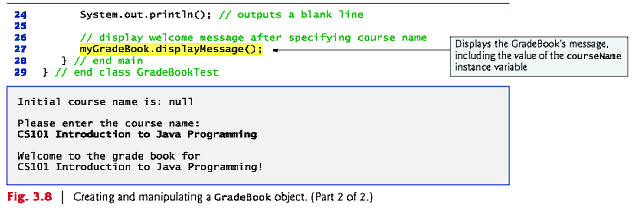 24 System.out.println(); // outputs a blank line
25
26 // display welcome message after specifying course name
27 myGradeBook.displayMessage();
28 } // end main
29 } // end class GradeBookTest
Displays the GradeBook's message,
including the value of the courseName
instance variable
Initial course name is: null
Please enter the course name:
CS101 Introduction to Java Programming
Welcome to the grade book for
CS101 Introduction to Java Programming!
Fig. 3.8 | Creating and manipulating a GradeBook object. (Part 2 of 2.)